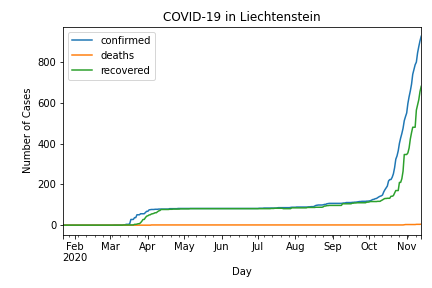 COVID-19 in Liechtenstein
confirmed
deaths
recovered
Number of Cases
800
600
400
200
0
Feb Mar Apr May Jun Jul Aug Sep Oct Nov
2020
Day